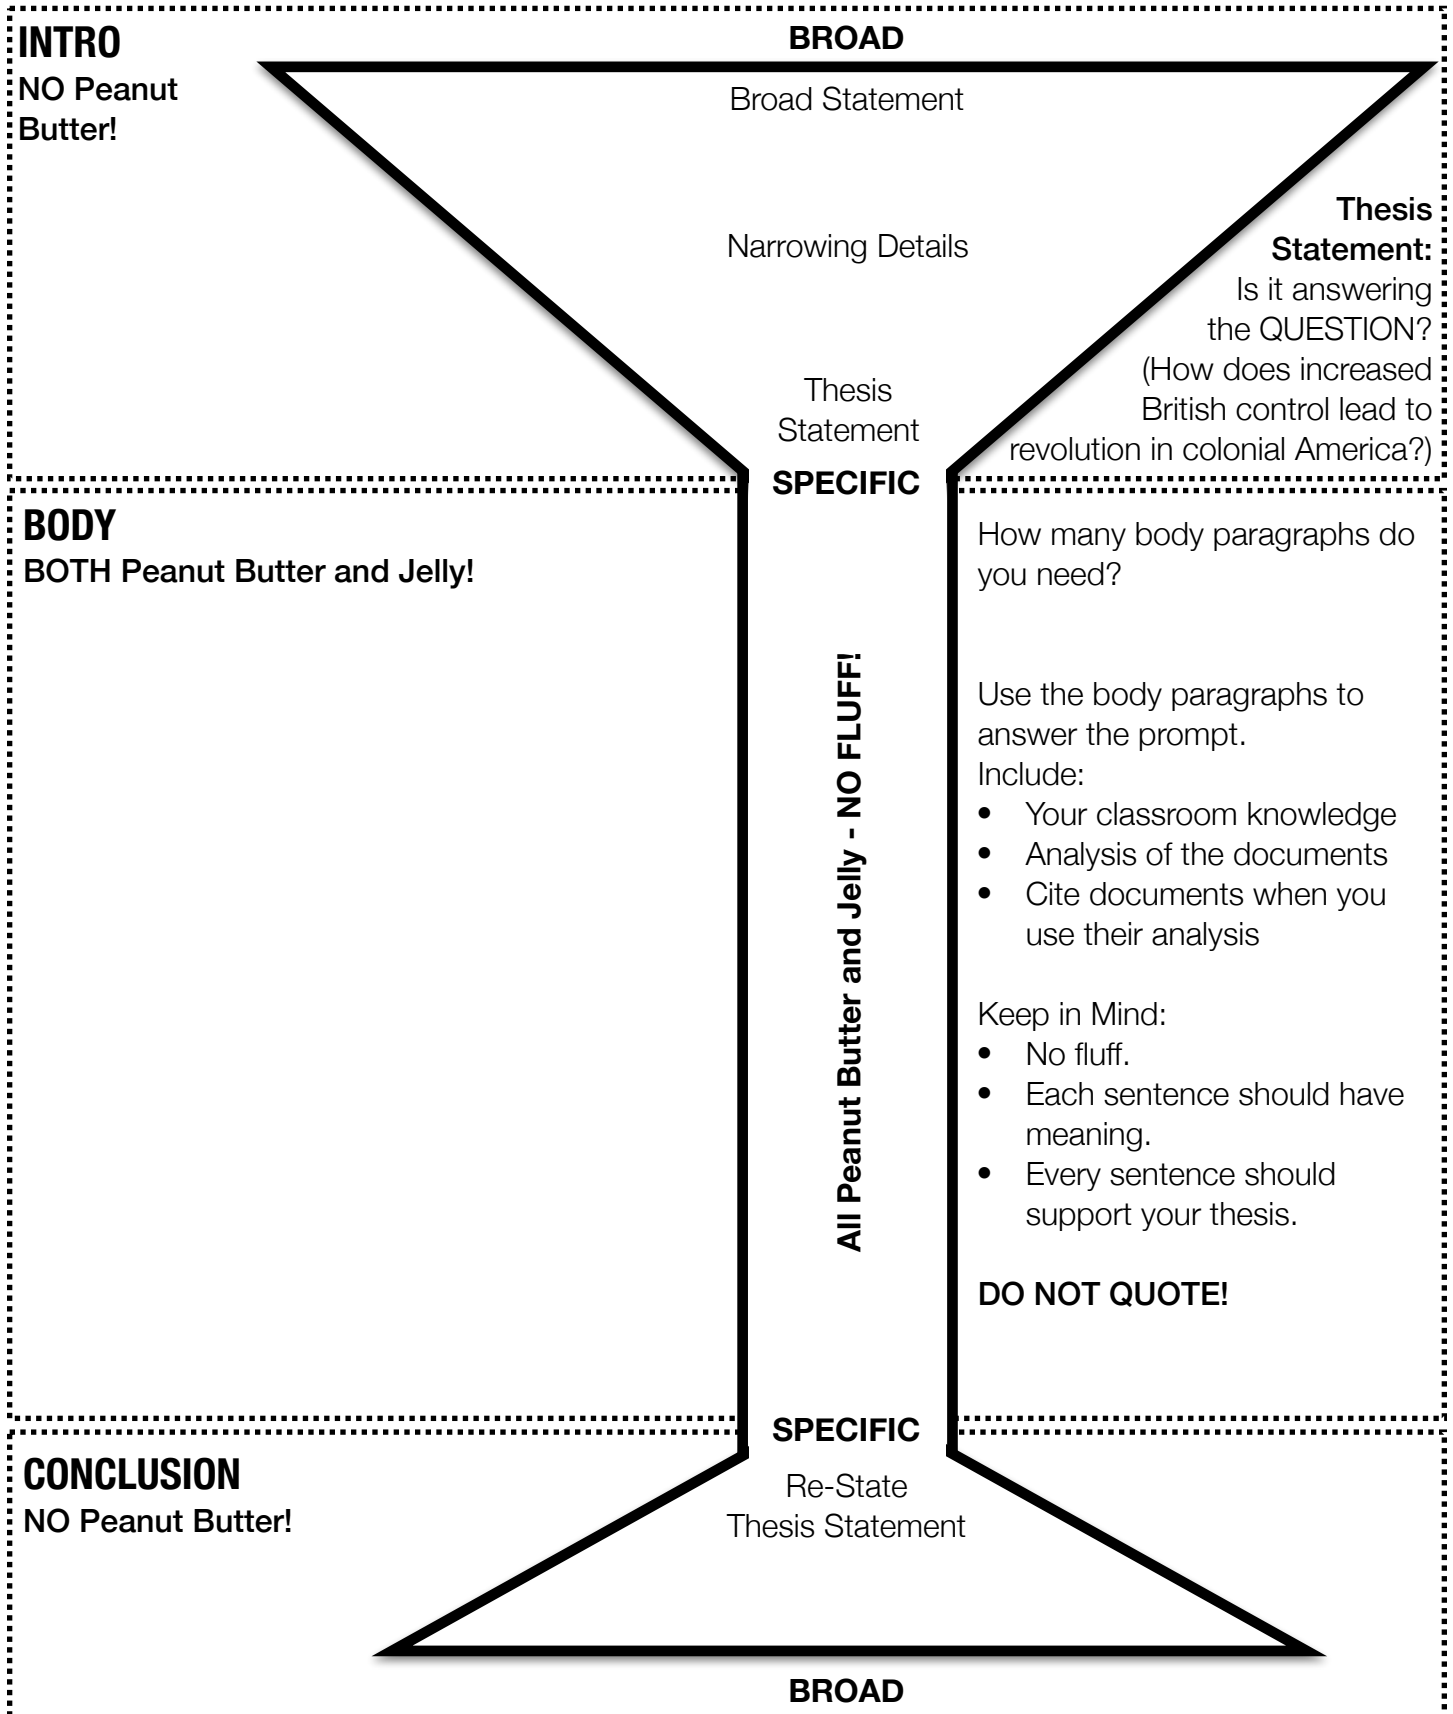 INTRO
NO Peanut
Butter!
BROAD
Broad Statement
Narrowing Details
Thesis
Statement
SPECIFIC
Thesis
Statement:
Is it answering
the QUESTION?
(How does increased
British control lead to
revolution in colonial America?)
BODY
BOTH Peanut Butter and Jelly!
All Peanut Butter and Jelly - NO FLUFF!
How many body paragraphs do
you need?
Use the body paragraphs to
answer the prompt.
Include:
• Your classroom knowledge
• Analysis of the documents
• Cite documents when you
use their analysis
Keep in Mind:
• No fluff.
• Each sentence should have
meaning.
• Every sentence should
support your thesis.
DO NOT QUOTE!
SPECIFIC
CONCLUSION
NO Peanut Butter!
Re-State
Thesis Statement
BROAD